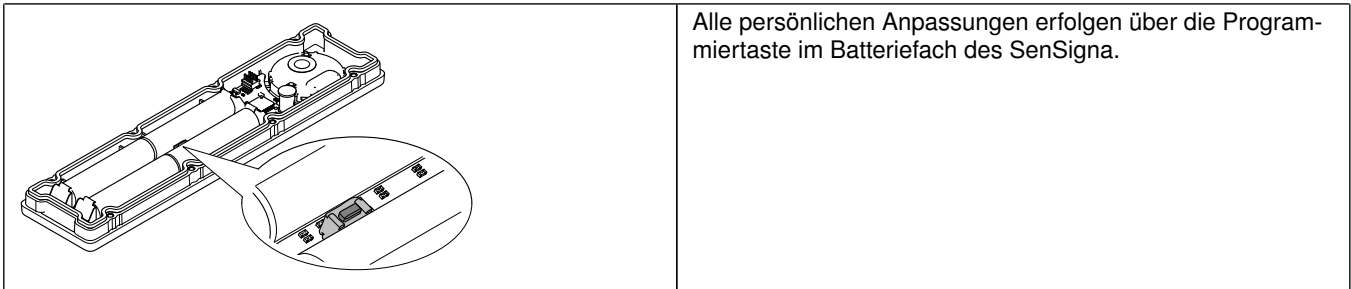 Alle persönlichen Anpassungen erfolgen über die Program-
miertaste im Batteriefach des SenSigna.